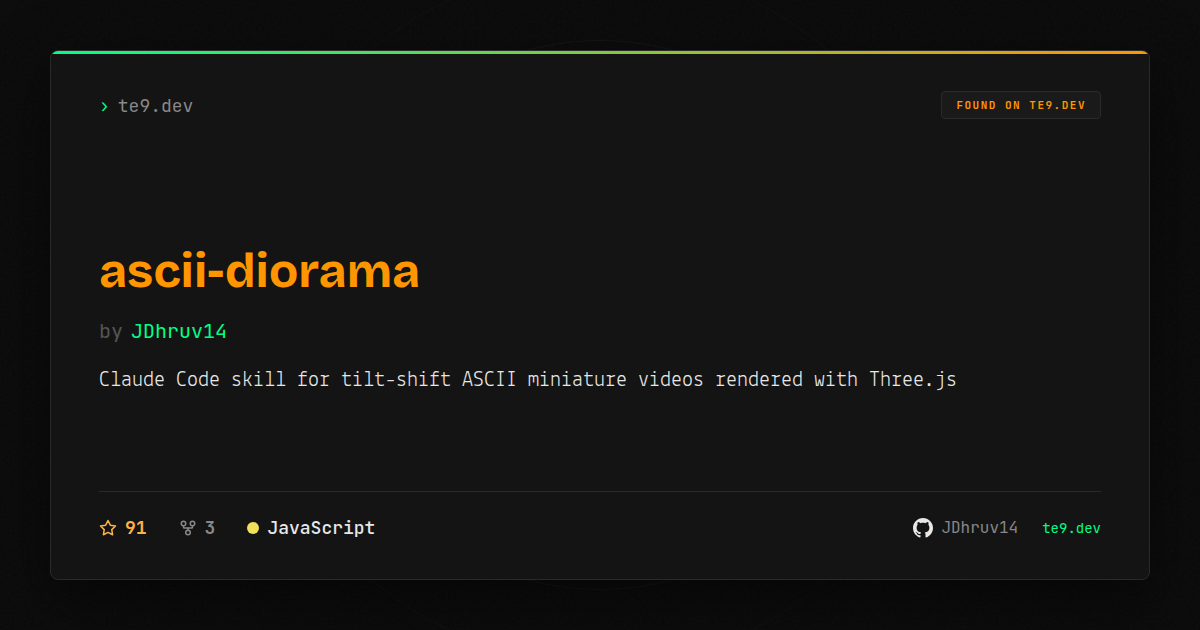 › te9.dev
FOUND ON TE9.DEV
ascii-diorama
by JDhruv14
Claude Code skill for tilt-shift ASCII miniature videos rendered with Three.js
91 3 JavaScript
JDhruv14 te9.dev